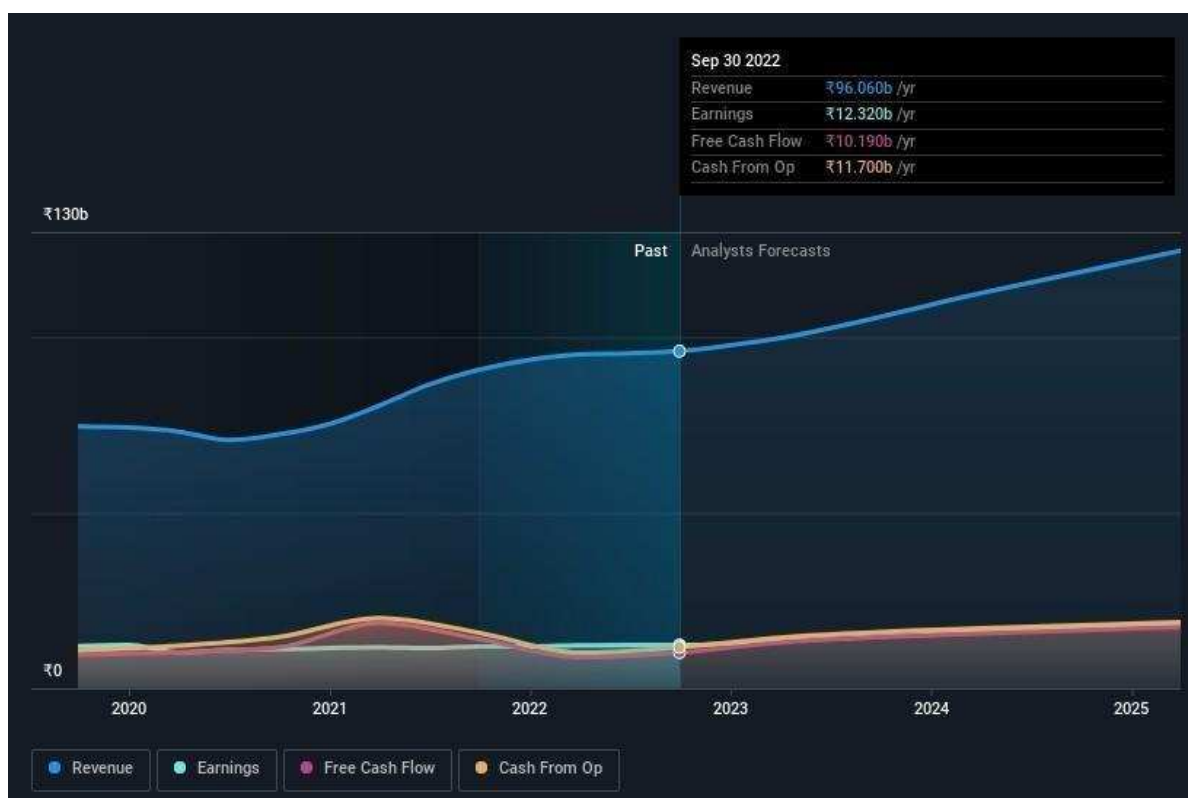 Sep 30 2022
Revenue ₹96.060b /yr
Earnings ₹12.320b /yr
Free Cash Flow ₹10.190b /yr
Cash From Op ₹11.700b /yr
₹130b
Past Analysts Forecasts
₹0
2020 2021 2022 2023 2024 2025
Revenue Earnings Free Cash Flow Cash From Op